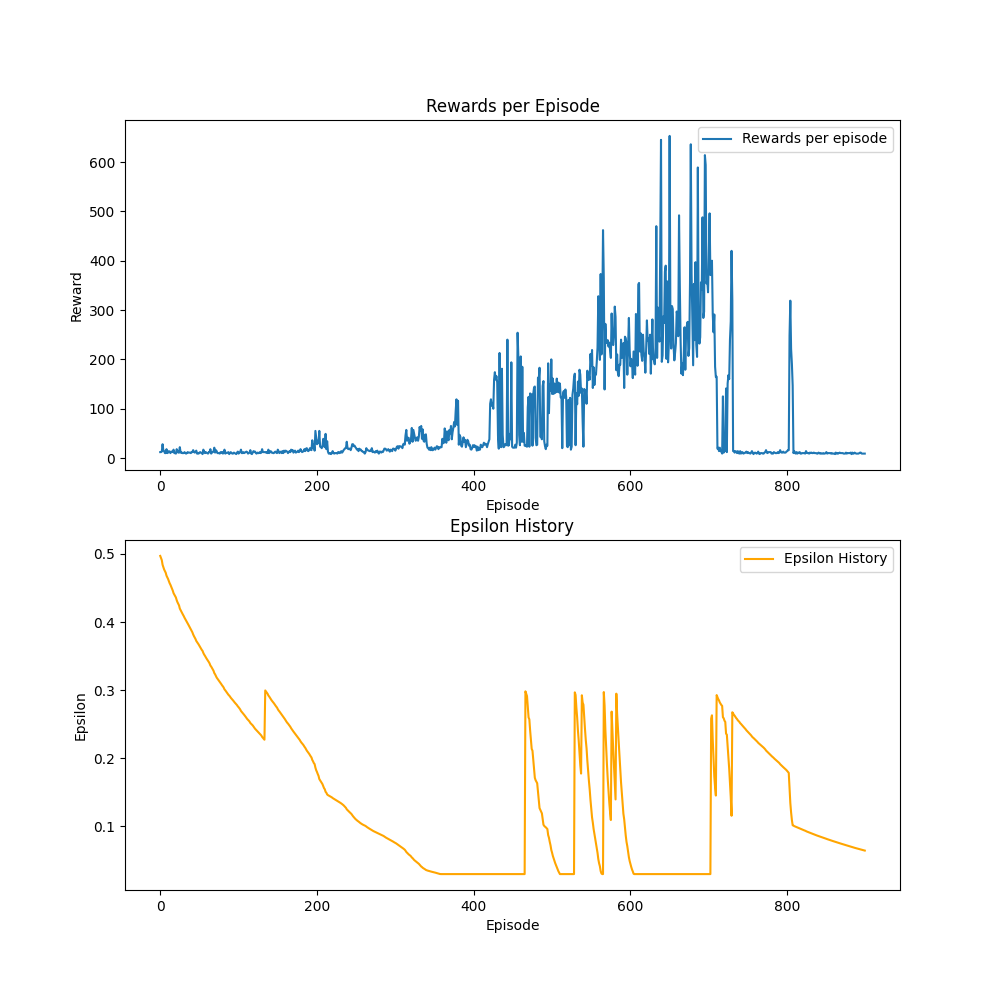 Rewards per Episode
Rewards per episode
600
500
400
300
200
100
0
Reward
0 200 400 600 800
Episode
Epsilon History
Epsilon History
0.5
0.4
0.3
0.2
0.1
Epsilon
0 200 400 600 800
Episode